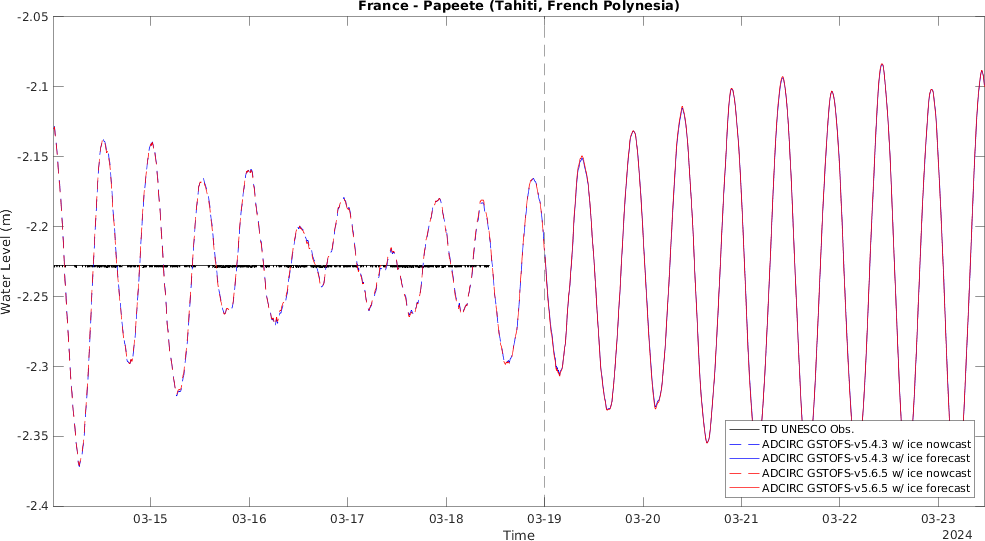 France - Papeete (Tahiti, French Polynesia)
-2.05
-2.1
-2.15
-2.2
-2.25
-2.3
-2.35
-2.4
Water Level (m)
03-15
03-16
03-17
03-18
03-19
03-20
03-21
03-22
03-23
Time
2024
TD UNESCO Obs.
ADCIRC GSTOFS-v5.4.3 w/ ice nowcast
ADCIRC GSTOFS-v5.4.3 w/ ice forecast
ADCIRC GSTOFS-v5.6.5 w/ ice nowcast
ADCIRC GSTOFS-v5.6.5 w/ ice forecast